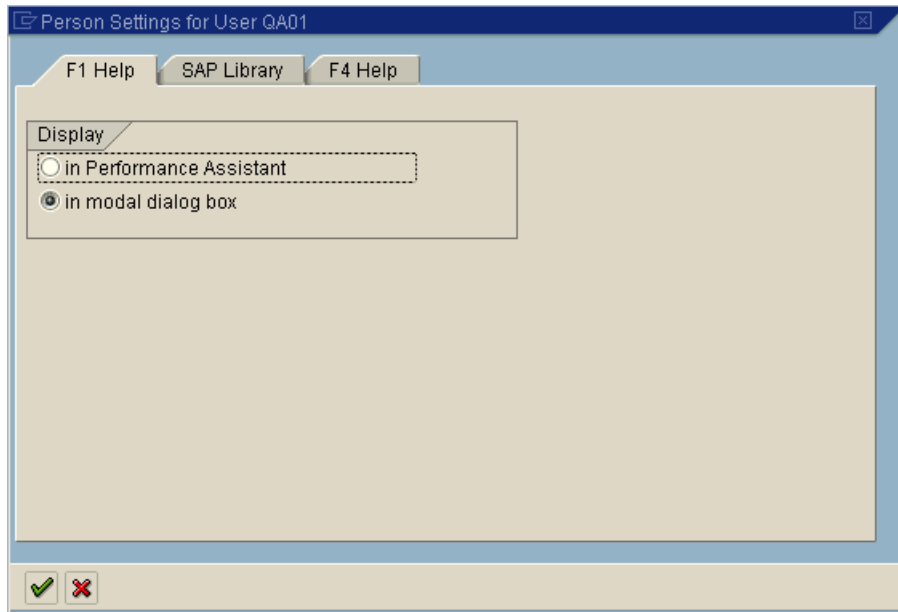 Person Settings for User QA01
F1 Help SAP Library F4 Help
Display
in Performance Assistant
in modal dialog box